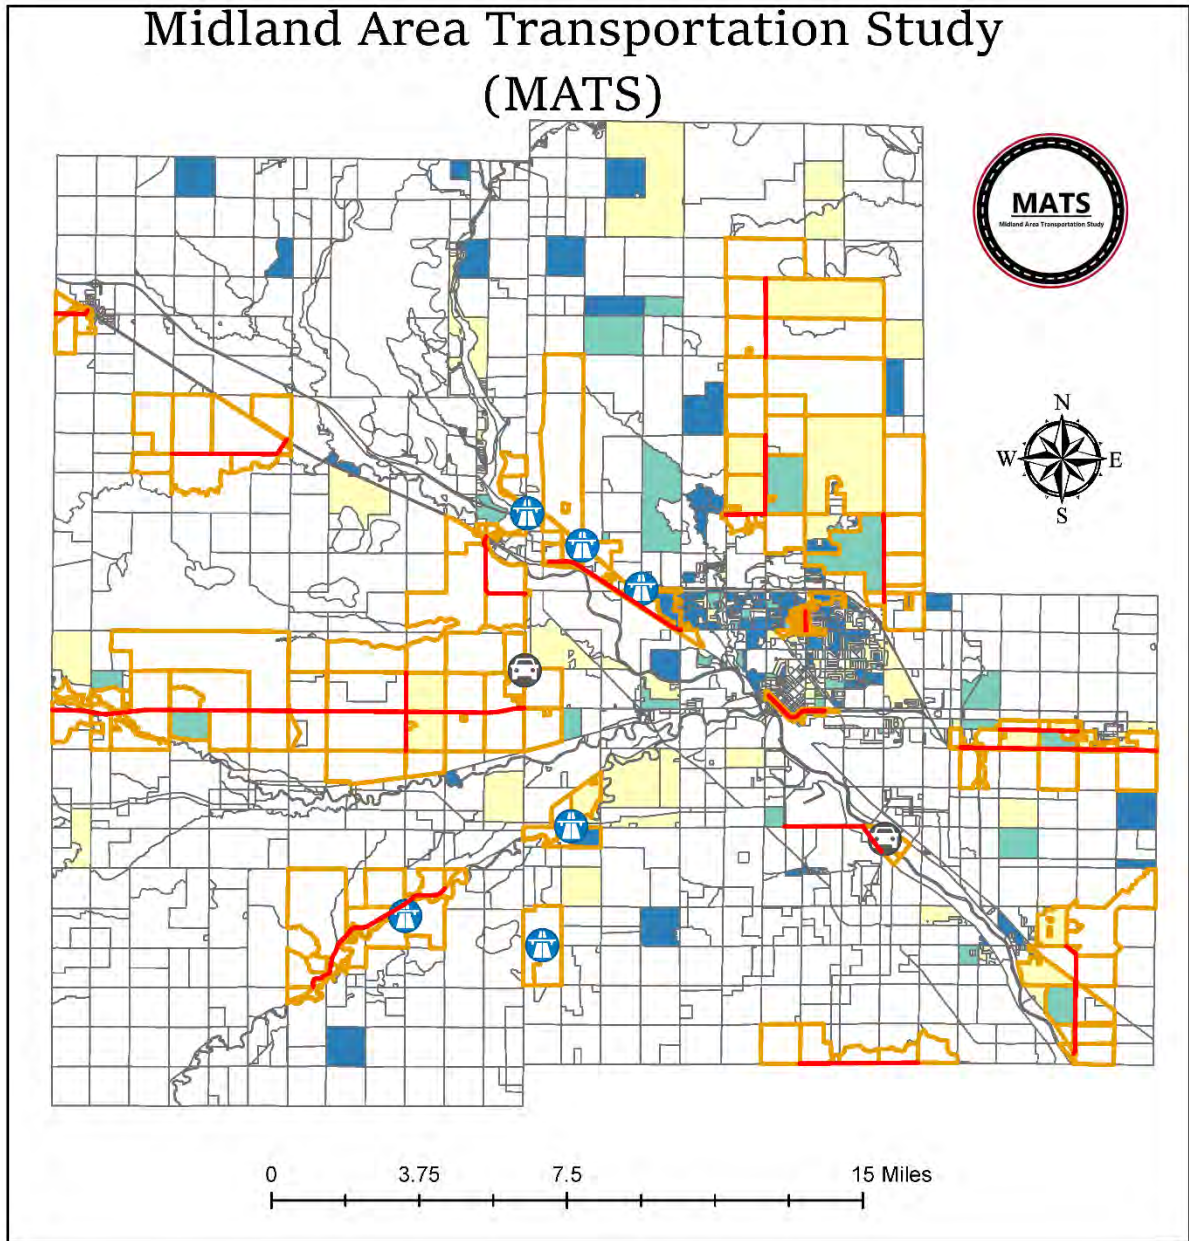 Midland Area Transportation Study
(MATS)
MATS
Midland Area Transportation Study
N
W E
S
0 3.75 7.5 15 Miles